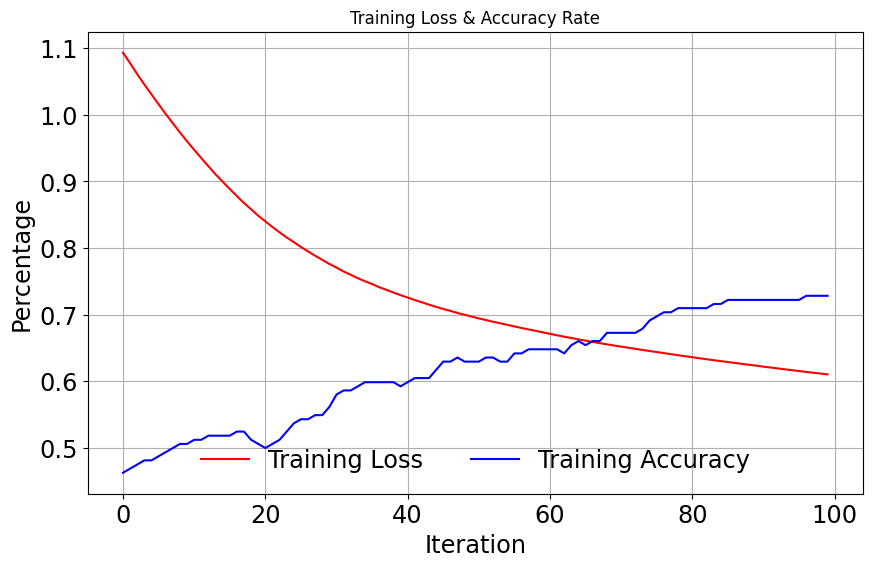 Training Loss & Accuracy Rate
1.1
1.0
0.9
0.8
0.7
0.6
0.5
Percentage
Training Loss
Training Accuracy
0 20 40 60 80 100
Iteration